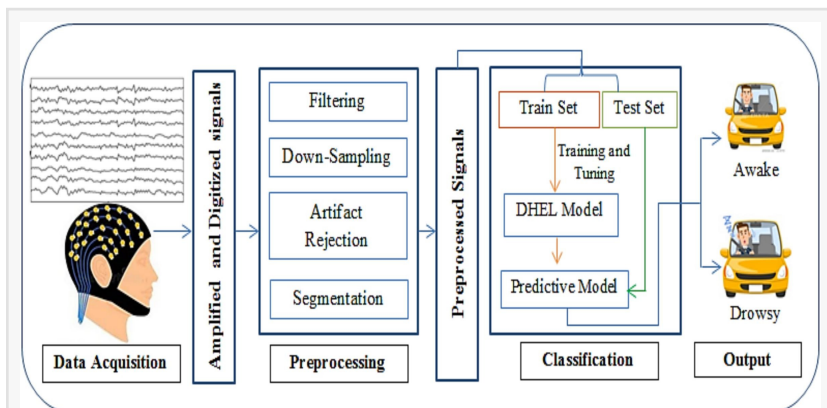 Amplified and Digitized signals
Filtering
Down-Sampling
Artifact
Rejection
Segmentation
Preprocessed Signals
Train Set
Test Set
Training and
Tuning
DHEL Model
Predictive Model
Awake
zzz
Drowsy
Data Acquisition
Preprocessing
Classification
Output